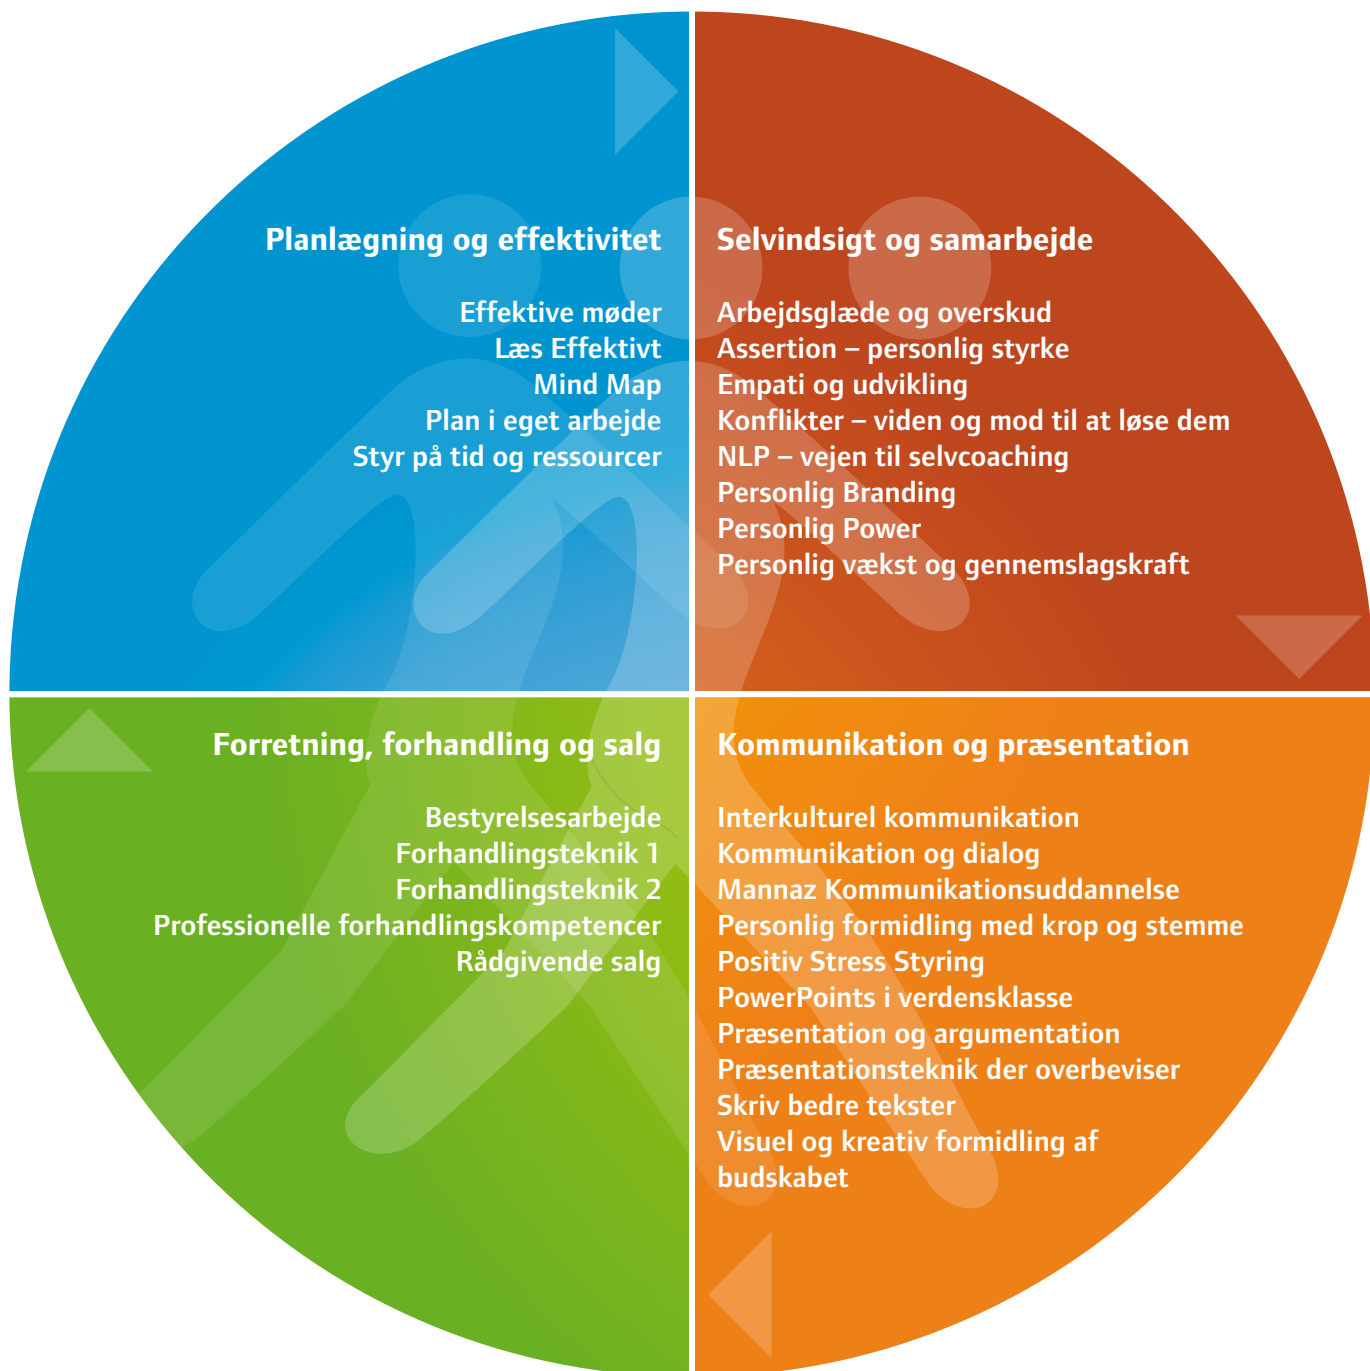 Planlægning og effektivitet
Effektive møder
Læs Effektivt
Mind Map
Plan i eget arbejde
Styr på tid og ressourcer
Selvindsigt og samarbejde
Arbejdsglæde og overskud
Assertion – personlig styrke
Empati og udvikling
Konflikter – viden og mod til at løse dem
NLP – vejen til selvcoaching
Personlig Branding
Personlig Power
Personlig vækst og gennemslagskraft
Forretning, forhandling og salg
Bestyrelsesarbejde
Forhandlingsteknik 1
Forhandlingsteknik 2
Professionelle forhandlingskompetencer
Rådgivende salg
Kommunikation og præsentation
Interkulturel kommunikation
Kommunikation og dialog
Mannaz Kommunikationsuddannelse
Personlig formidling med krop og stemme
Positiv Stress Styring
PowerPoints i verdensklasse
Præsentation og argumentation
Præsentationsteknik der overbeviser
Skriv bedre tekster
Visuel og kreativ formidling af
budskabet